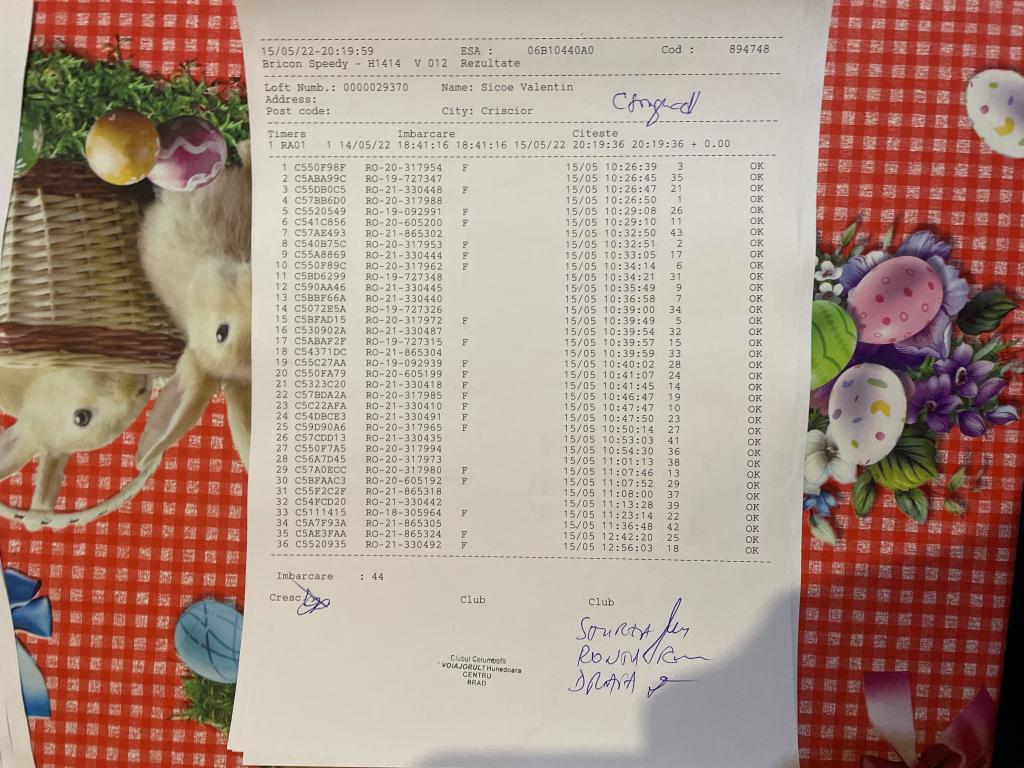 15/05/22-20:19:59 ESA : 06B10440A0 Cod : 894748
Bricon Speedy - H1414 V 012 Rezultate
Loft Numb.: 0000029370 Name: Sicoe Valentin
Address:
Post code: City: Criscior
Timers Imbarcare Citeste
1 RA01 1 14/05/22 18:41:16 18:41:16 15/05/22 20:19:36 20:19:36 + 0.00
1 C550F98F RO-20-317954 F 15/05 10:26:39 3 OK
2 C5ABA99C RO-19-727347 15/05 10:26:45 35 OK
3 C55DB0C5 RO-21-330448 F 15/05 10:26:47 21 OK
4 C57BB6D0 RO-20-317988 15/05 10:26:50 1 OK
5 C5520549 RO-19-092991 F 15/05 10:29:08 26 OK
6 C541C856 RO-20-605200 F 15/05 10:29:10 11 OK
7 C57AE493 RO-21-865302 15/05 10:32:50 43 OK
8 C540B75C RO-20-317953 F 15/05 10:32:51 2 OK
9 C55A8869 RO-21-330444 F 15/05 10:33:05 17 OK
10 C550F89C RO-20-317962 F 15/05 10:34:14 6 OK
11 C5BD6299 RO-19-727348 15/05 10:34:21 31 OK
12 C590AA46 RO-21-330445 15/05 10:35:49 9 OK
13 C5BBF66A RO-21-330440 15/05 10:36:58 7 OK
14 C5072E5A RO-19-727326 15/05 10:39:00 34 OK
15 C5BFAD15 RO-20-317972 F 15/05 10:39:49 5 OK
16 C530902A RO-21-330487 15/05 10:39:54 32 OK
17 C5ABAF2F RO-19-727315 F 15/05 10:39:57 15 OK
18 C54371DC RO-21-865304 15/05 10:39:59 33 OK
19 C55C27AA RO-19-092939 F 15/05 10:40:02 28 OK
20 C550FA79 RO-20-605199 F 15/05 10:41:07 24 OK
21 C5323C20 RO-21-330418 F 15/05 10:41:45 14 OK
22 C57BDA2A RO-20-317985 F 15/05 10:46:47 19 OK
23 C5C22AFA RO-21-330410 F 15/05 10:47:47 10 OK
24 C54DBCE3 RO-21-330491 F 15/05 10:47:50 23 OK
25 C59D90A6 RO-20-317965 F 15/05 10:50:14 27 OK
26 C57CDD13 RO-21-330435 15/05 10:53:03 41 OK
27 C550F7A5 RO-20-317994 15/05 10:54:30 36 OK
28 C56A7D45 RO-20-317973 15/05 11:01:13 38 OK
29 C57A0ECC RO-20-317980 F 15/05 11:07:46 13 OK
30 C5BFAAC3 RO-20-605192 F 15/05 11:07:52 29 OK
31 C55F2C2F RO-21-865318 15/05 11:08:00 37 OK
32 C54FCD20 RO-21-330442 15/05 11:13:28 39 OK
33 C5111415 RO-18-305964 F 15/05 11:23:14 22 OK
34 C5A7F93A RO-21-865305 15/05 11:36:48 42 OK
35 C5AE3FAA RO-21-865324 F 15/05 12:42:20 25 OK
36 C5520935 RO-21-330492 F 15/05 12:56:03 18 OK
Imbarcare : 44
Cresc Club Club
Clubul Columbofil
"VOIAJORUL" Hunedoara
CENTRU
BRAD